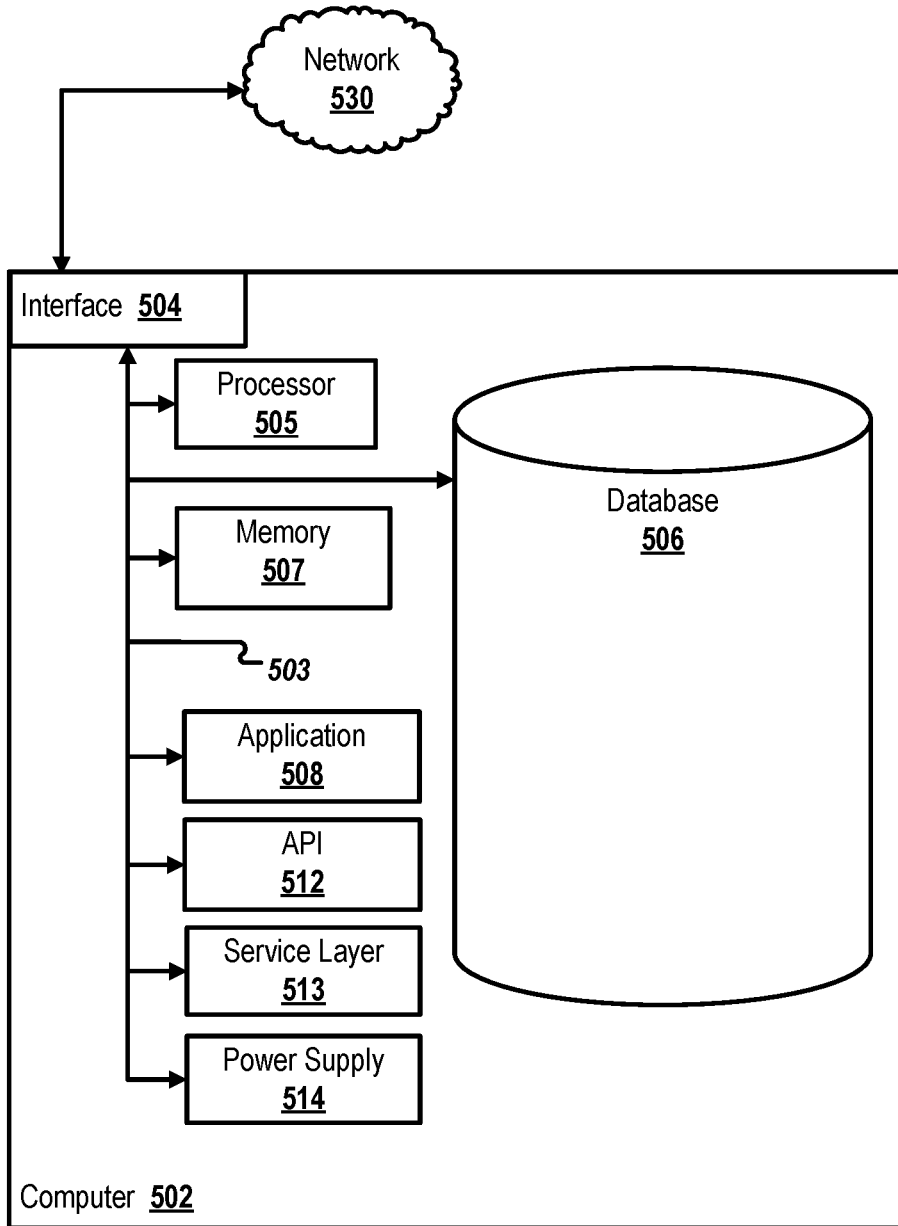 Network
530
Interface 504
Processor
505
Database
506
Memory
507
503
Application
508
API
512
Service Layer
513
Power Supply
514
Computer 502